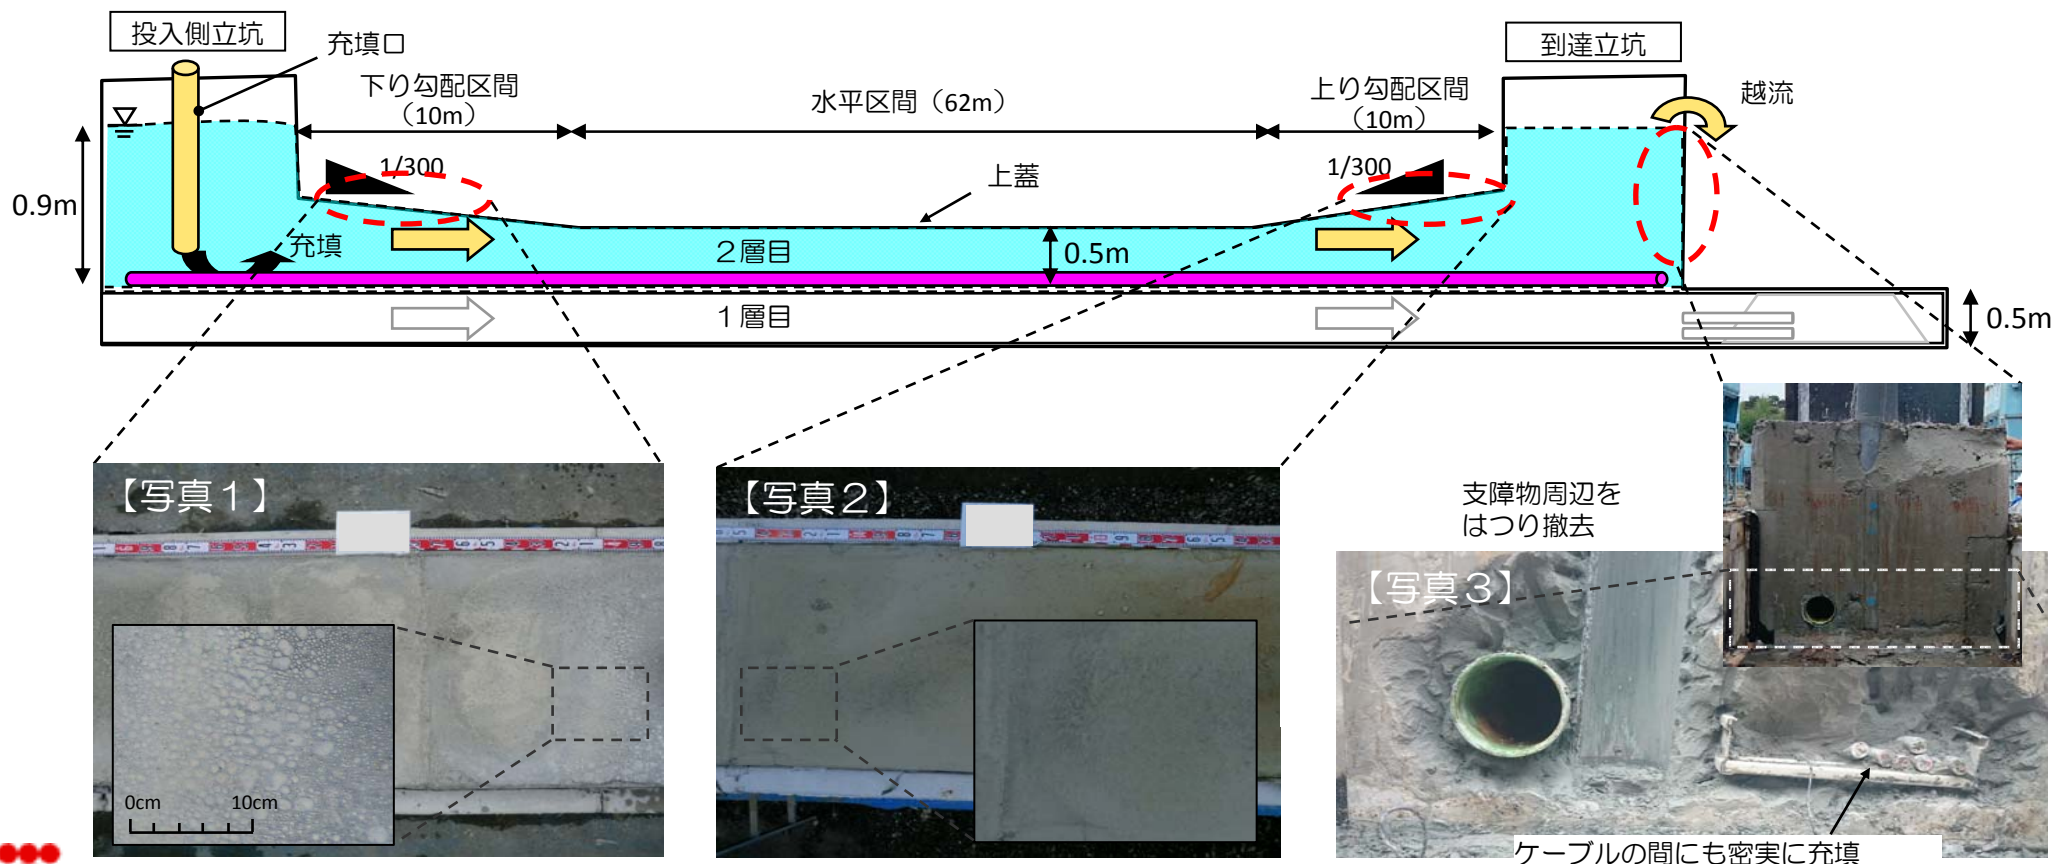 投入側立坑
充填口
下り勾配区間
（10m）
水平区間（62m）
上り勾配区間
（10m）
到達立坑
越流
1/300
1/300
上蓋
0.9m
充填
2層目
0.5m
1層目
0.5m
【写真1】
0cm 10cm
【写真2】
支障物周辺を
はつり撤去
【写真3】
ケーブルの間にも密実に充填